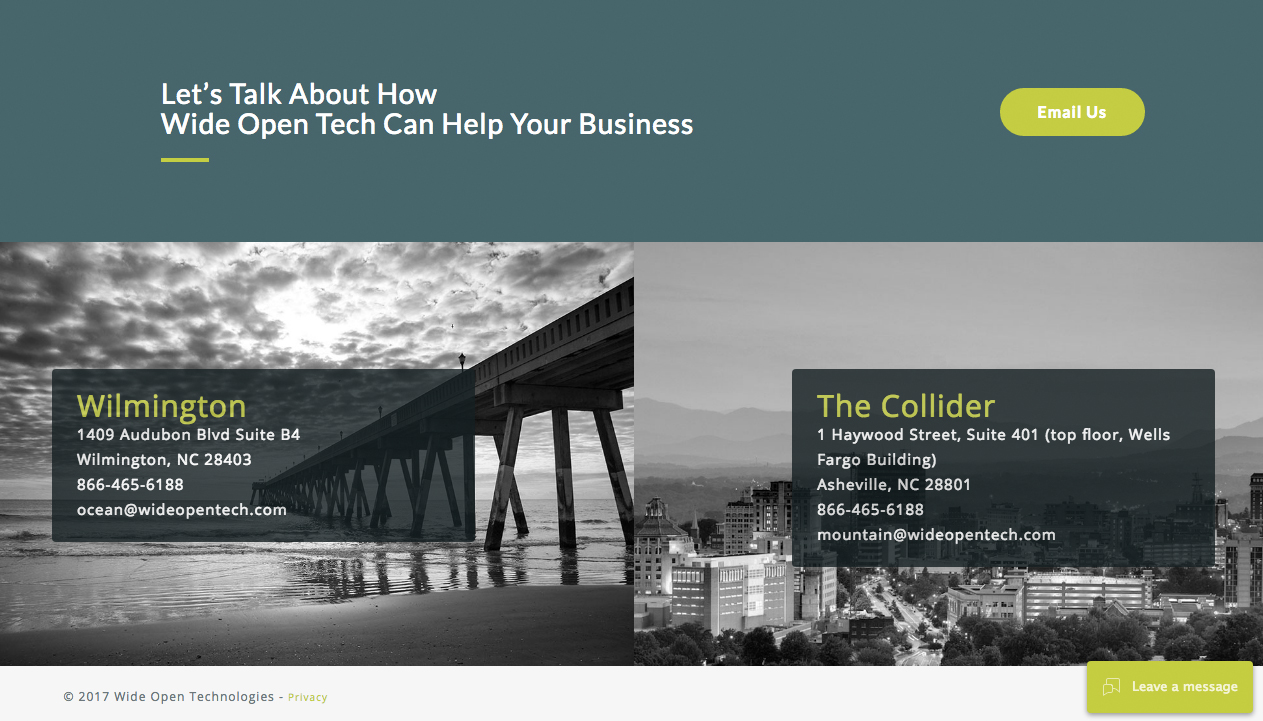 Let’s Talk About How
Wide Open Tech Can Help Your Business
Email Us
Wilmington
1409 Audubon Blvd Suite B4
Wilmington, NC 28403
866-465-6188
ocean@wideopentech.com
The Collider
1 Haywood Street, Suite 401 (top floor, Wells
Fargo Building)
Asheville, NC 28801
866-465-6188
mountain@wideopentech.com
© 2017 Wide Open Technologies - Privacy
Leave a message